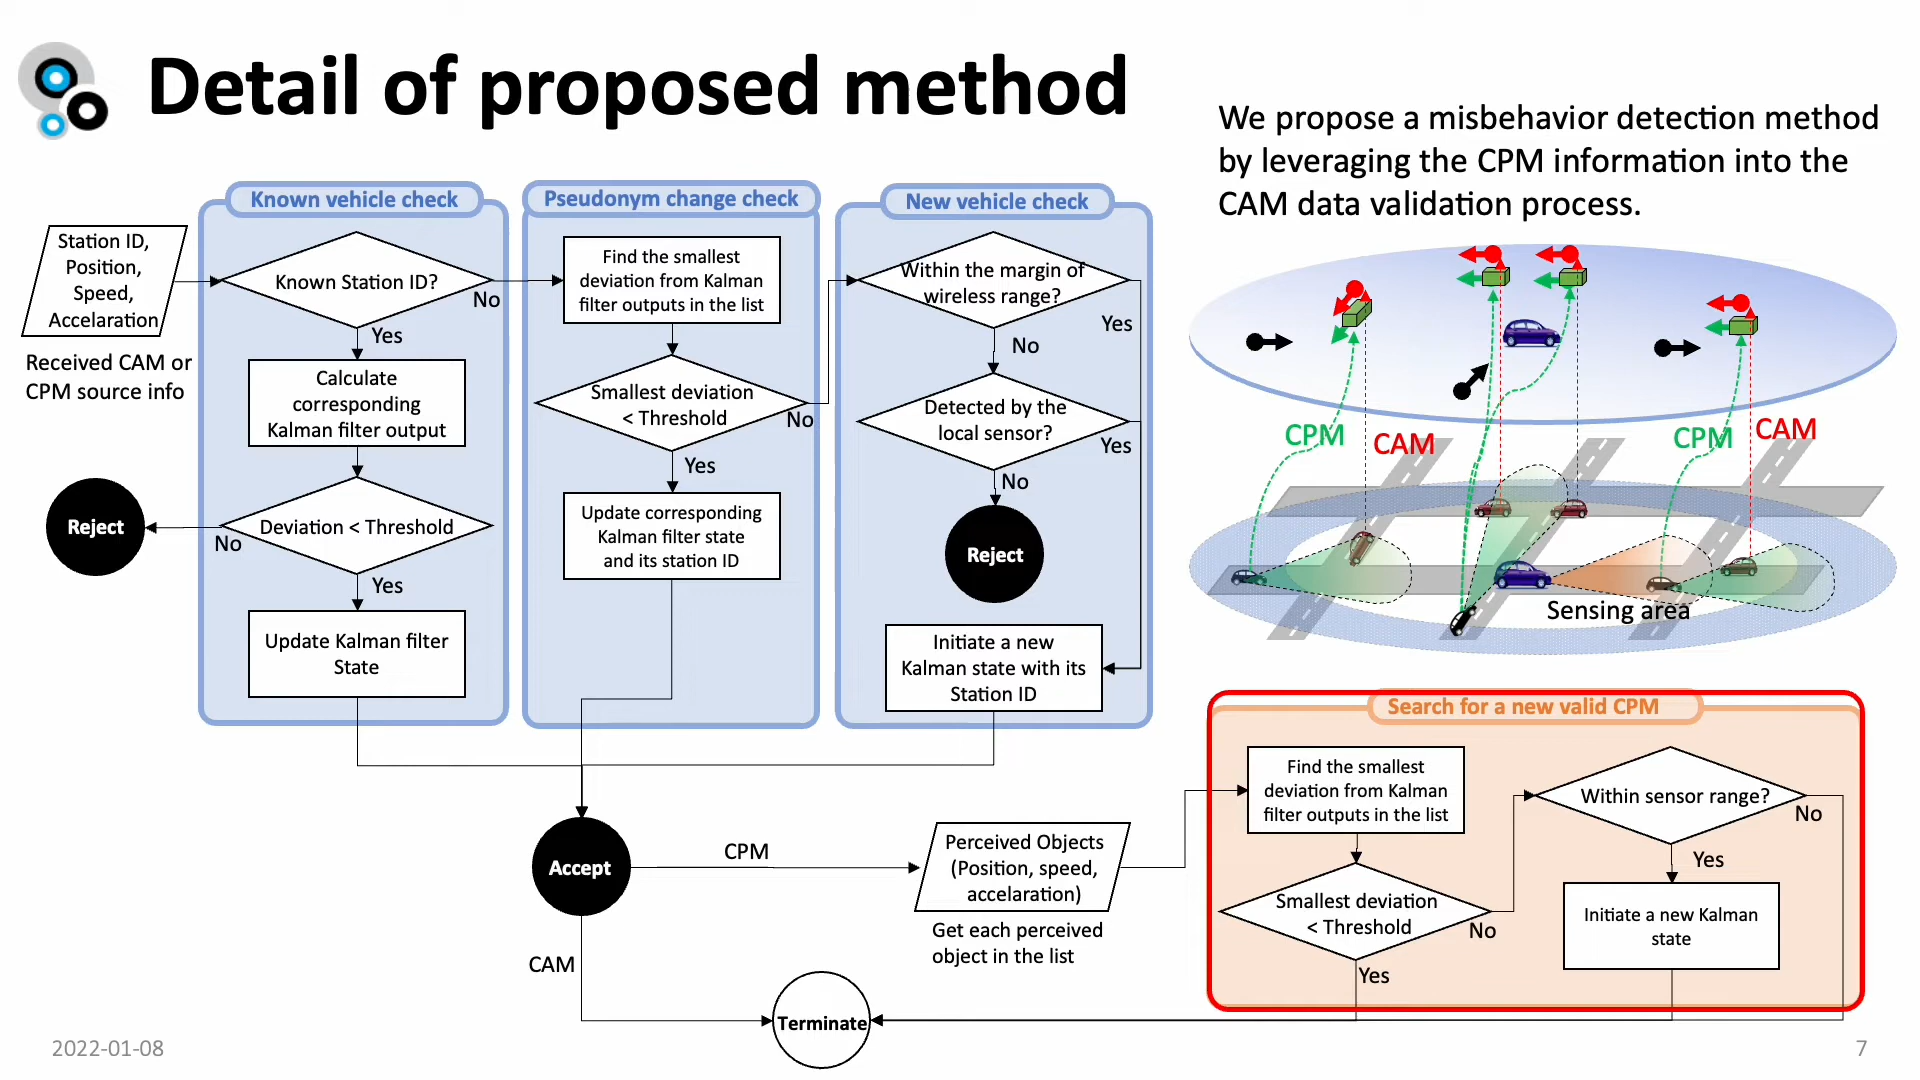 Detail of proposed method
We propose a misbehavior detection method
by leveraging the CPM information into the
CAM data validation process.
Known vehicle check
Pseudonym change check
New vehicle check
Station ID,
Position,
Speed,
Accelaration
Received CAM or
CPM source info
Known Station ID?
No
Yes
Calculate
corresponding
Kalman filter output
Deviation < Threshold
No
Reject
Yes
Update Kalman filter
State
Find the smallest
deviation from Kalman
filter outputs in the list
Smallest deviation
< Threshold
No
Yes
Update corresponding
Kalman filter state
and its station ID
Within the margin of
wireless range?
Yes
No
Detected by the
local sensor?
Yes
No
Reject
Initiate a new
Kalman state with its
Station ID
CPM
CAM
CPM
CAM
Sensing area
Accept
CPM
CAM
Perceived Objects
(Position, speed,
accelaration)
Get each perceived
object in the list
Search for a new valid CPM
Find the smallest
deviation from Kalman
filter outputs in the list
Smallest deviation
< Threshold
No
Yes
Within sensor range?
No
Yes
Initiate a new Kalman
state
Terminate
2022-01-08
7